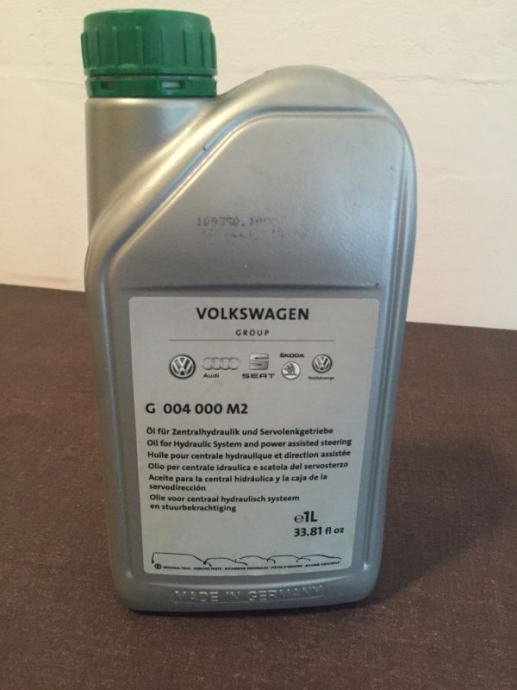 109350.10
VOLKSWAGEN
GROUP
Audi
SEAT
ŠKODA
G 004 000 M2
Öl für Zentralhydraulik und Servolenkgetriebe
Oil for Hydraulic System and power assisted steering
Huile pour centrale hydraulique et direction assistée
Olio per centrale idraulica e scatola del servosterzo
Aceite para la central hidráulica y la caja de la
servodirección
Olie voor centraal hydraulisch systeem
en stuurbekrachtiging
℮1L
33.81 fl oz
MADE IN GERMANY